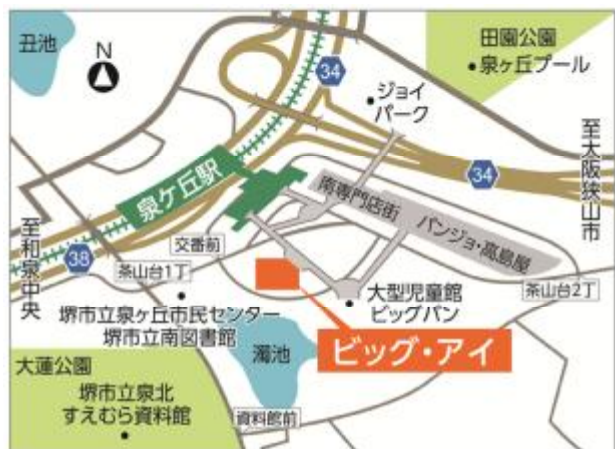 丑池
N
34
ジョイ
パーク
田園公園
泉ヶ丘プール
至大阪狭山市
34
泉ケ丘駅
南専門店街
パンジョ・高島屋
至和泉中央
38
交番前
茶山台1丁
茶山台2丁
堺市立泉ヶ丘市民センター
堺市立南図書館
大型児童館
ビッグバン
ビッグ・アイ
濁池
大蓮公園
堺市立泉北
すえむら資料館
資料館前